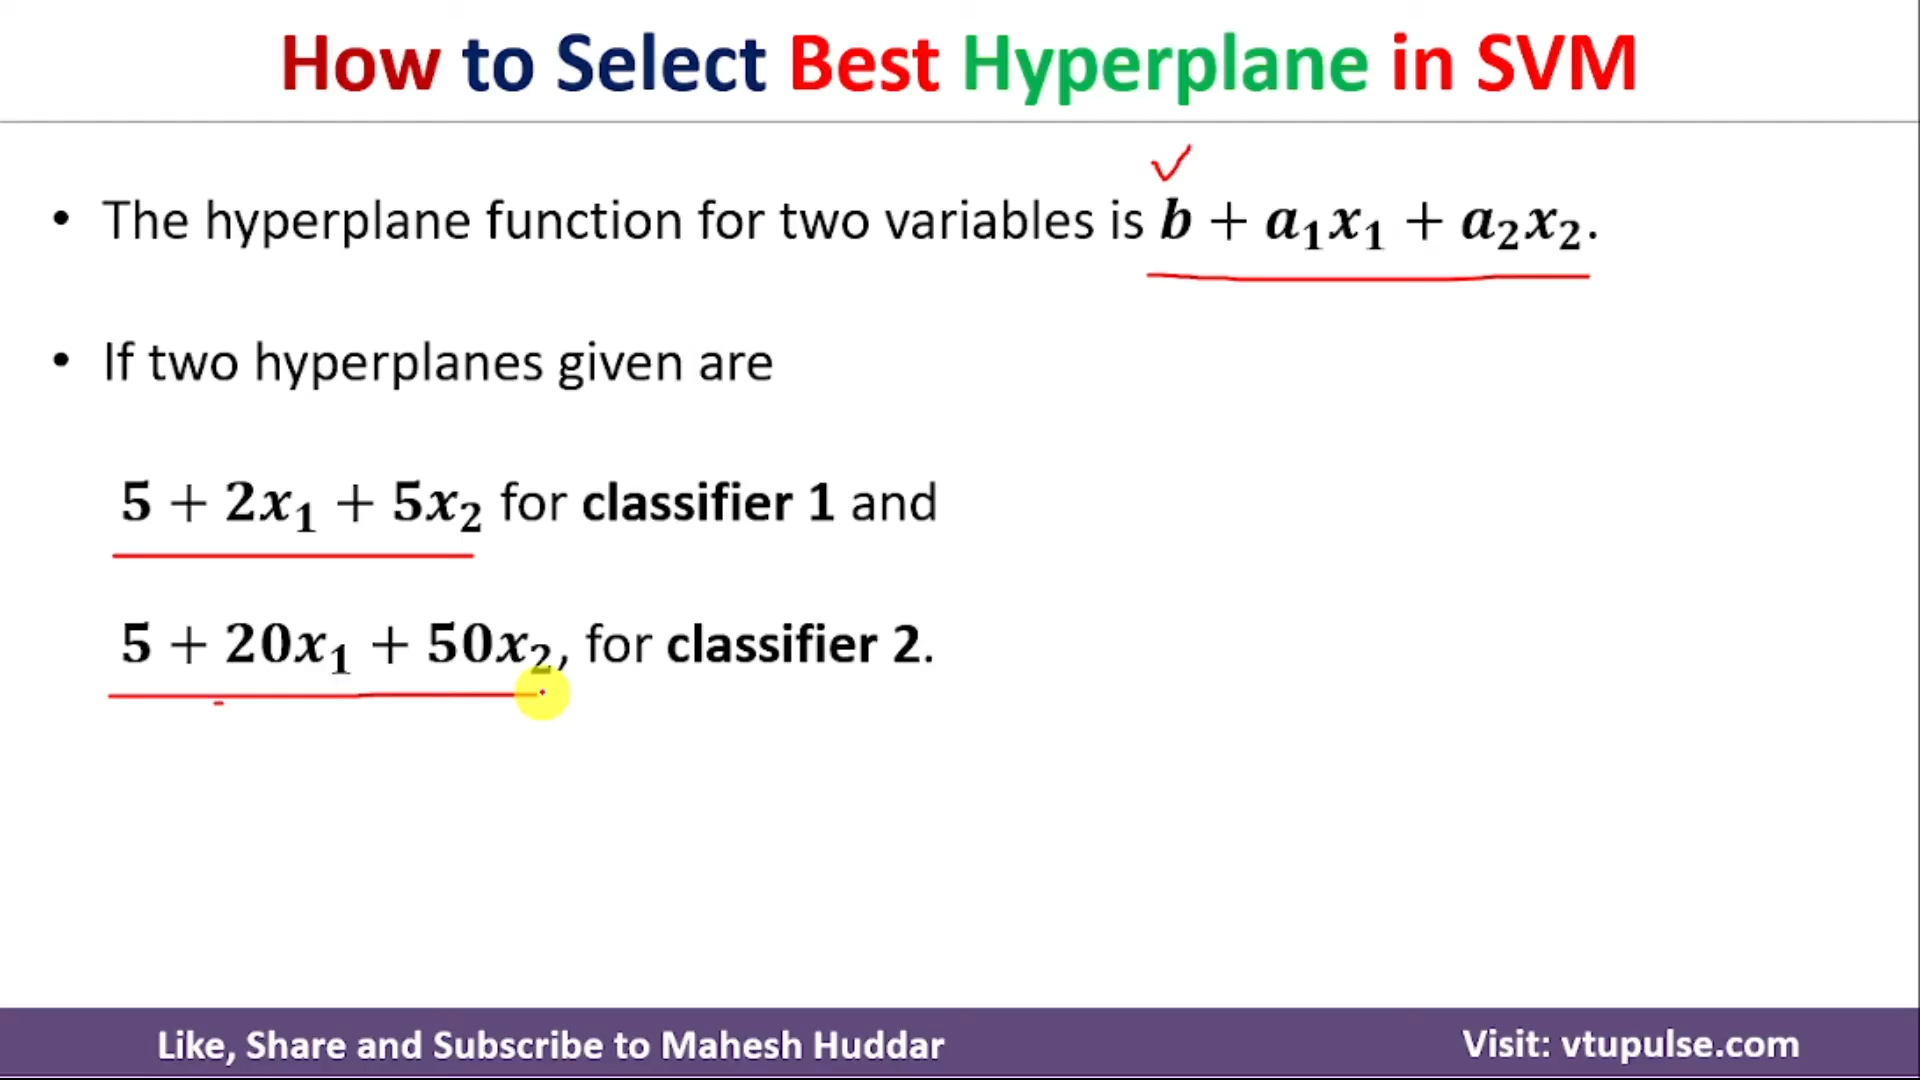 How to Select Best Hyperplane in SVM
• The hyperplane function for two variables is b + a₁x₁ + a₂x₂.
• If two hyperplanes given are
5 + 2x₁ + 5x₂ for classifier 1 and
5 + 20x₁ + 50x₂, for classifier 2.
Like, Share and Subscribe to Mahesh Huddar
Visit: vtupulse.com